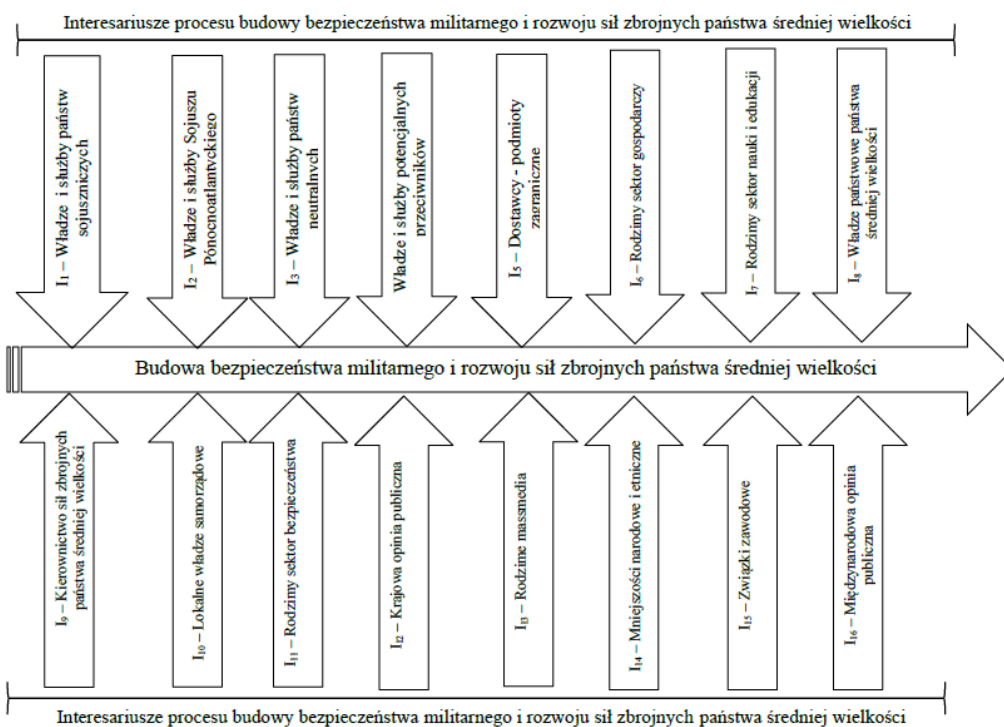 Interesariusze procesu budowy bezpieczeństwa militarnego i rozwoju sił zbrojnych państwa średniej wielkości
I₁ – Władze i służby państw
sojuszniczych
I₂ – Władze i służby Sojuszu
Pónocnoatlantyckiego
I₃ – Władze i służby państw
neutralnych
Władze i służby potencjalnych
przeciwników
I₅ – Dostawcy - podmioty
zagraniczne
I₆ – Rodzimy sektor gospodarczy
I₇ – Rodzimy sektor nauki i edukacji
I₈ – Władze państwowe państwa
średniej wielkości
Budowa bezpieczeństwa militarnego i rozwoju sił zbrojnych państwa średniej wielkości
I₉ – Kierownictwo sił zbrojnych
państwa średniej wielkości
I₁₀ – Lokalne władze samorządowe
I₁₁ – Rodzimy sektor bezpieczeństwa
I₁₂ – Krajowa opinia publiczna
I₁₃ – Rodzime massmedia
I₁₄ – Mniejszości narodowe i etniczne
I₁₅ – Związki zawodowe
I₁₆ – Międzynarodowa opinia
publiczna
Interesariusze procesu budowy bezpieczeństwa militarnego i rozwoju sił zbrojnych państwa średniej wielkości